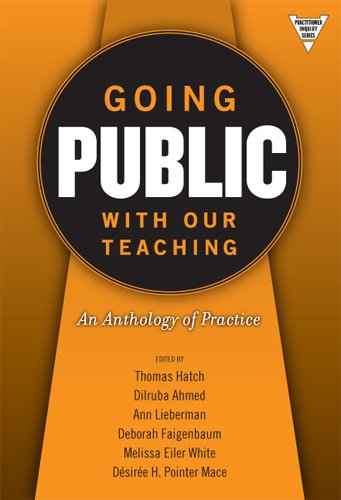 PRACTITIONER
INQUIRY
SERIES
GOING
PUBLIC
WITH OUR
TEACHING
An Anthology of Practice
EDITED BY
Thomas Hatch
Dilruba Ahmed
Ann Lieberman
Deborah Faigenbaum
Melissa Eiler White
Désirée H. Pointer Mace